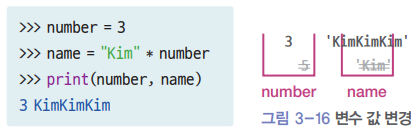 >>> number = 3
>>> name = "Kim" * number
>>> print(number, name)
3 KimKimKim
3 'KimKimKim'
5 'Kim'
number name
그림 3-16 변수 값 변경